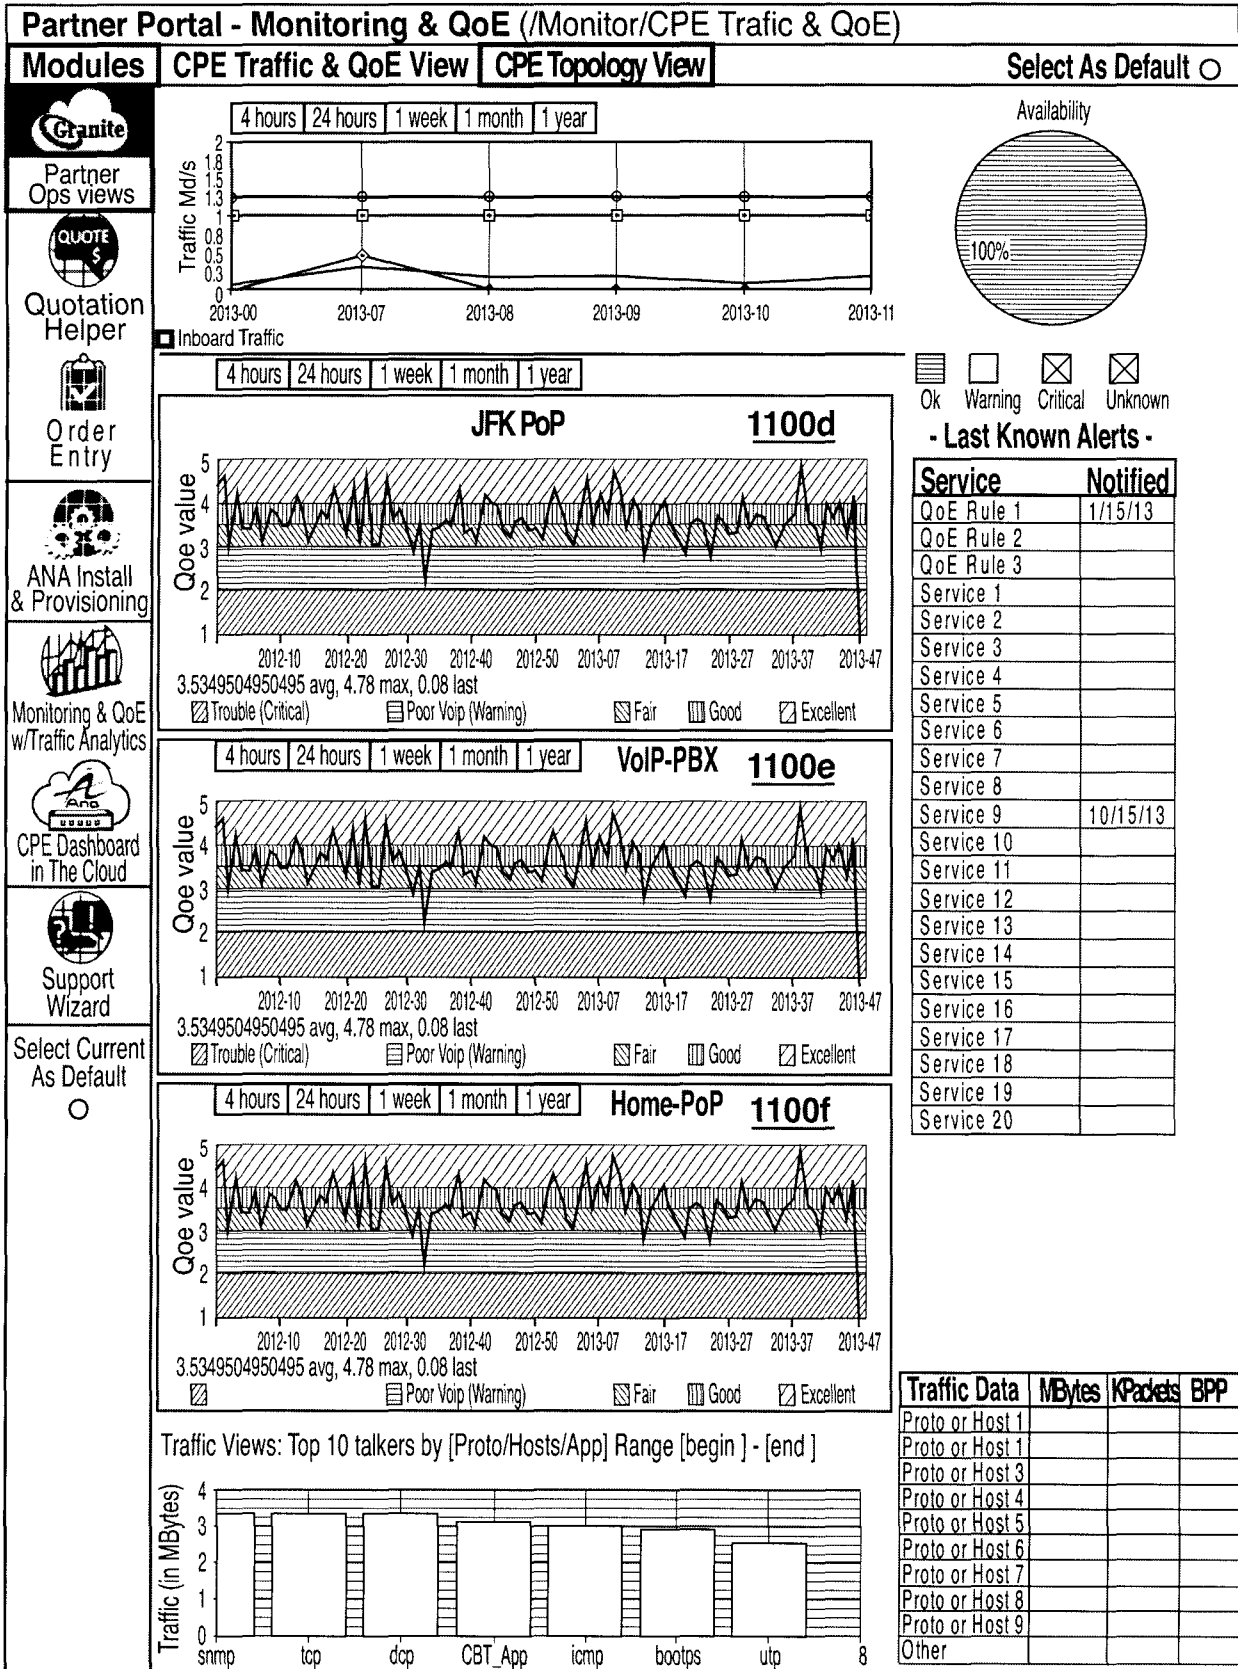 Partner Portal - Monitoring & QoE (/Monitor/CPE Trafic & QoE)
Modules
CPE Traffic & QoE View
CPE Topology View
Select As Default
Granite
Partner
Ops views
QUOTE
$
Quotation
Helper
Order
Entry
ANA Install
& Provisioning
Monitoring & QoE
w/Traffic Analytics
Ana
CPE Dashboard
in The Cloud
Support
Wizard
Select Current
As Default
4 hours 24 hours 1 week 1 month 1 year
Traffic Md/s
2
1.8
1.5
1.3
1
0.8
0.5
0.3
0
2013-00 2013-07 2013-08 2013-09 2013-10 2013-11
Inboard Traffic
4 hours 24 hours 1 week 1 month 1 year
JFK PoP 1100d
Qoe value
5
4
3
2
1
2012-10 2012-20 2012-30 2012-40 2012-50 2013-07 2013-17 2013-27 2013-37 2013-47
3.5349504950495 avg, 4.78 max, 0.08 last
Trouble (Critical) Poor Voip (Warning) Fair Good Excellent
4 hours 24 hours 1 week 1 month 1 year
VoIP-PBX 1100e
Qoe value
5
4
3
2
1
2012-10 2012-20 2012-30 2012-40 2012-50 2013-07 2013-17 2013-27 2013-37 2013-47
3.5349504950495 avg, 4.78 max, 0.08 last
Trouble (Critical) Poor Voip (Warning) Fair Good Excellent
4 hours 24 hours 1 week 1 month 1 year
Home-PoP 1100f
Qoe value
5
4
3
2
1
2012-10 2012-20 2012-30 2012-40 2012-50 2013-07 2013-17 2013-27 2013-37 2013-47
3.5349504950495 avg, 4.78 max, 0.08 last
Poor Voip (Warning) Fair Good Excellent
Traffic Views: Top 10 talkers by [Proto/Hosts/App] Range [begin ] - [end ]
Traffic (in MBytes)
4
3
2
1
0
snmp tcp dcp CBT_App icmp bootps utp 8
Availability
100%
Ok Warning Critical Unknown
- Last Known Alerts -
Service Notified
QoE Rule 1 1/15/13
QoE Rule 2
QoE Rule 3
Service 1
Service 2
Service 3
Service 4
Service 5
Service 6
Service 7
Service 8
Service 9 10/15/13
Service 10
Service 11
Service 12
Service 13
Service 14
Service 15
Service 16
Service 17
Service 18
Service 19
Service 20
Traffic Data MBytes KPackets BPP
Proto or Host 1
Proto or Host 1
Proto or Host 3
Proto or Host 4
Proto or Host 5
Proto or Host 6
Proto or Host 7
Proto or Host 8
Proto or Host 9
Other